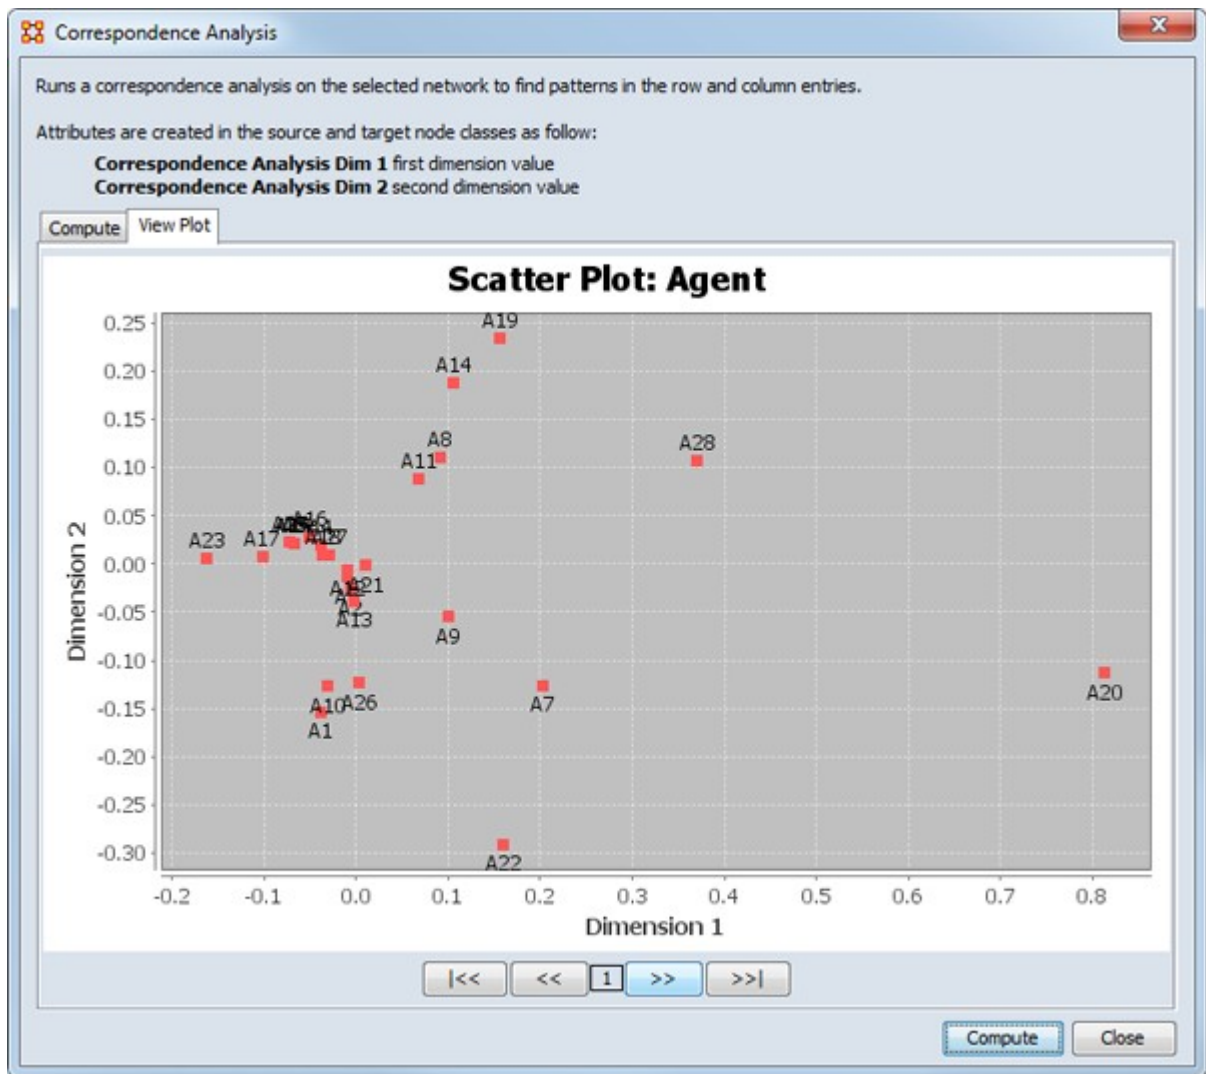 Correspondence Analysis
Runs a correspondence analysis on the selected network to find patterns in the row and column entries.
Attributes are created in the source and target node classes as follow:
Correspondence Analysis Dim 1 first dimension value
Correspondence Analysis Dim 2 second dimension value
Compute View Plot
Scatter Plot: Agent
A19
0.25
A14
0.20
0.15
A8
A28
A11
0.10
0.05
A16
A23
A17
0.00
A21
-0.05
A13
A9
-0.10
A10
A26
A7
A20
-0.15
A1
-0.20
-0.25
-0.30
A22
Dimension 2
-0.2 -0.1 0.0 0.1 0.2 0.3 0.4 0.5 0.6 0.7 0.8
Dimension 1
|<< << 1 >> >>|
Compute Close